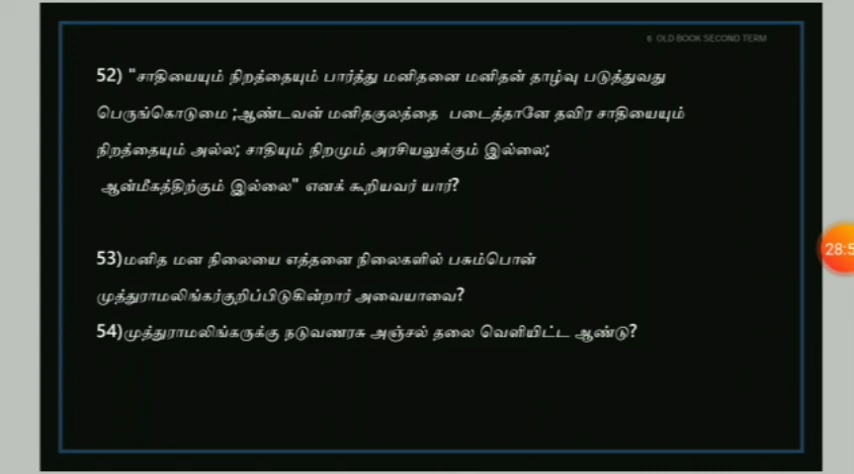 6 OLD BOOK SECOND TERM
52) "சாதியையும் நிறத்தையும் பார்த்து மனிதனை மனிதன் தாழ்வு படுத்துவது
பெருங்கொடுமை ;ஆண்டவன் மனிதகுலத்தை படைத்தானே தவிர சாதியையும்
நிறத்தையும் அல்ல; சாதியும் நிறமும் அரசியலுக்கும் இல்லை;
ஆன்மீகத்திற்கும் இல்லை" எனக் கூறியவர் யார்?
28:5
53)மனித மன நிலையை எத்தனை நிலைகளில் பசும்பொன்
முத்துராமலிங்கர்குறிப்பிடுகின்றார் அவையாவை?
54)முத்துராமலிங்கருக்கு நடுவணரசு அஞ்சல் தலை வெளியிட்ட ஆண்டு?